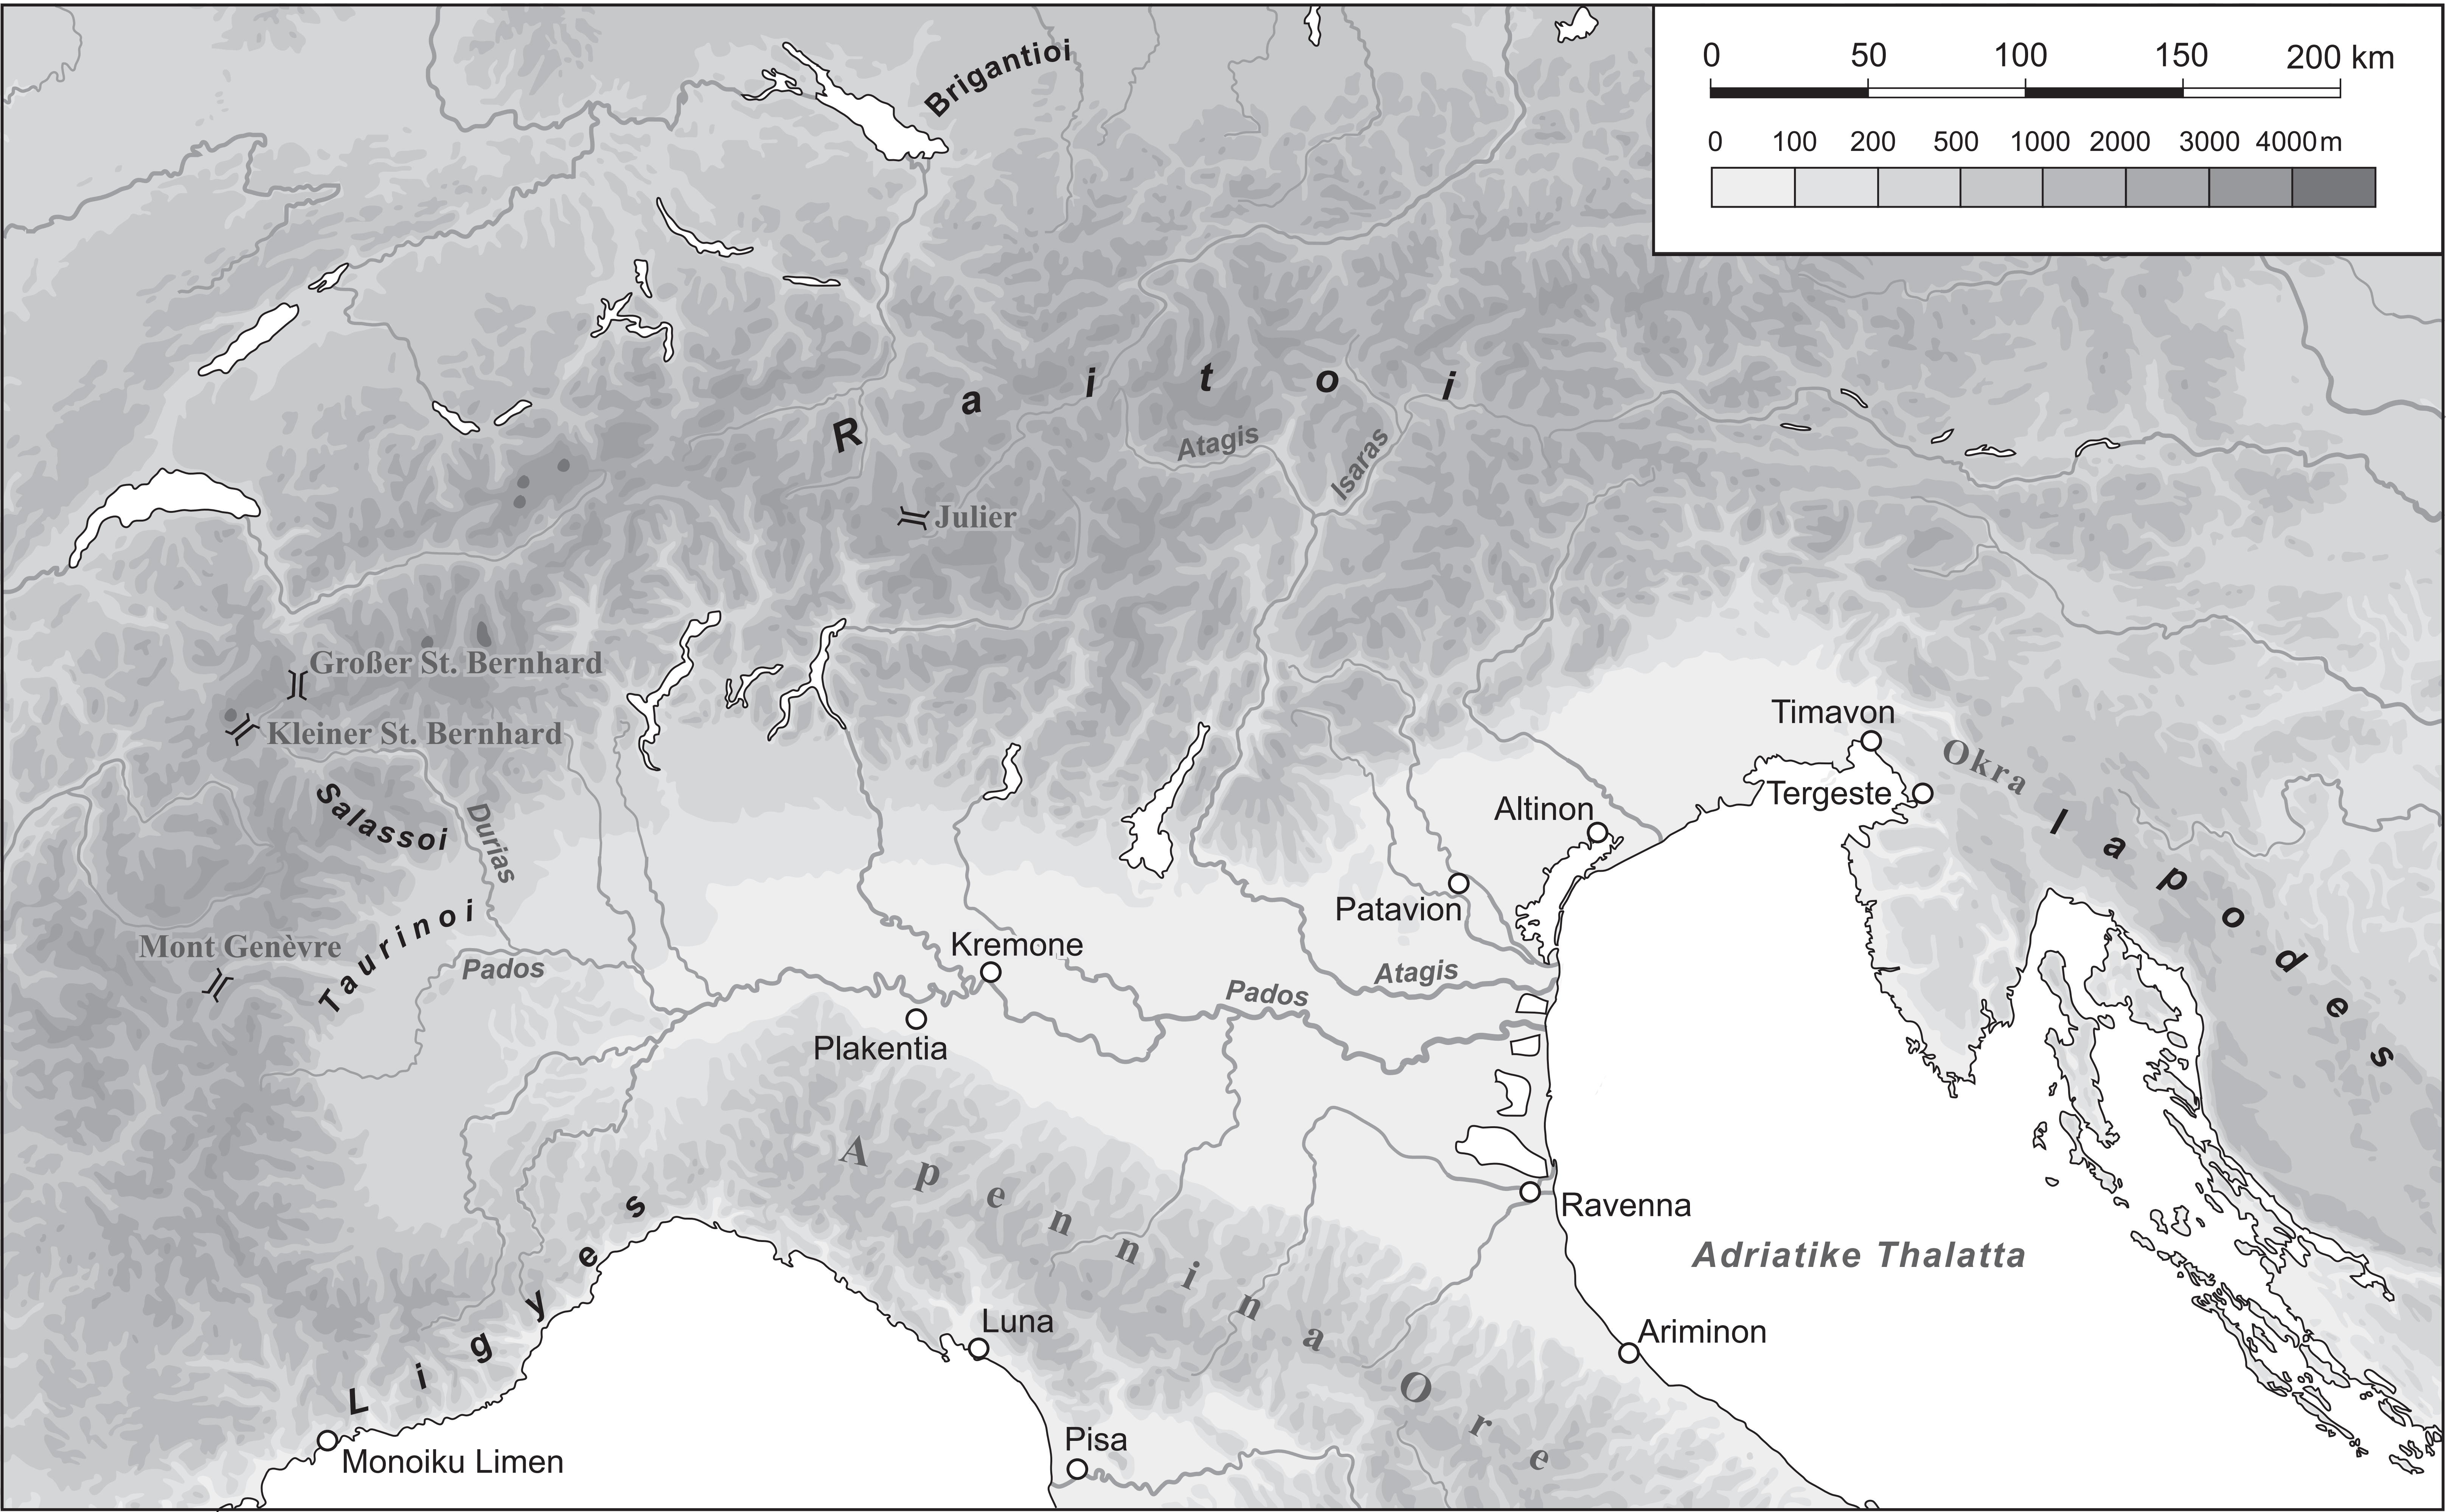 0 50 100 150 200 km
0 100 200 500 1000 2000 3000 4000 m
Brigantioi
Raitoi
Atagis
Isaras
Julier
Großer St. Bernhard
Kleiner St. Bernhard
Salassoi
Durias
Taurinoi
Mont Genèvre
Pados
Timavon
Okra
Tergeste
Iapodes
Altinon
Patavion
Kremone
Atagis
Pados
Plakentia
Apennina Ore
Ravenna
Adriatike Thalatta
Ligyes
Luna
Ariminon
Pisa
Monoiku Limen